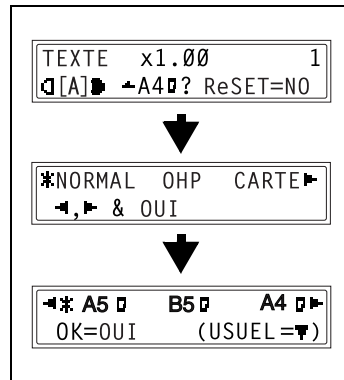 TEXTE x1.00 1
[A] A4? ReSET=NO
*NORMAL OHP CARTE►
◄,► & OUI
◄* A5 B5 A4 ►
OK=OUI (USUEL=▼)